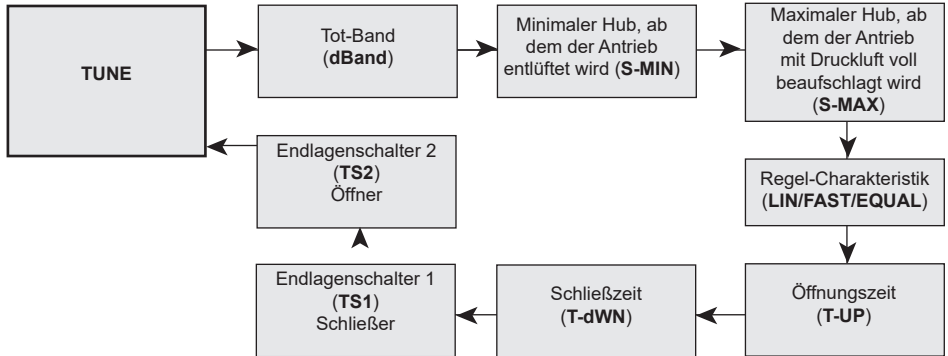 TUNE
Tot-Band
(dBand)
Minimaler Hub, ab
dem der Antrieb
entlüftet wird (S-MIN)
Maximaler Hub, ab
dem der Antrieb
mit Druckluft voll
beaufschlagt wird
(S-MAX)
Regel-Charakteristik
(LIN/FAST/EQUAL)
Öffnungszeit
(T-UP)
Schließzeit
(T-dWN)
Endlagenschalter 1
(TS1)
Schließer
Endlagenschalter 2
(TS2)
Öffner